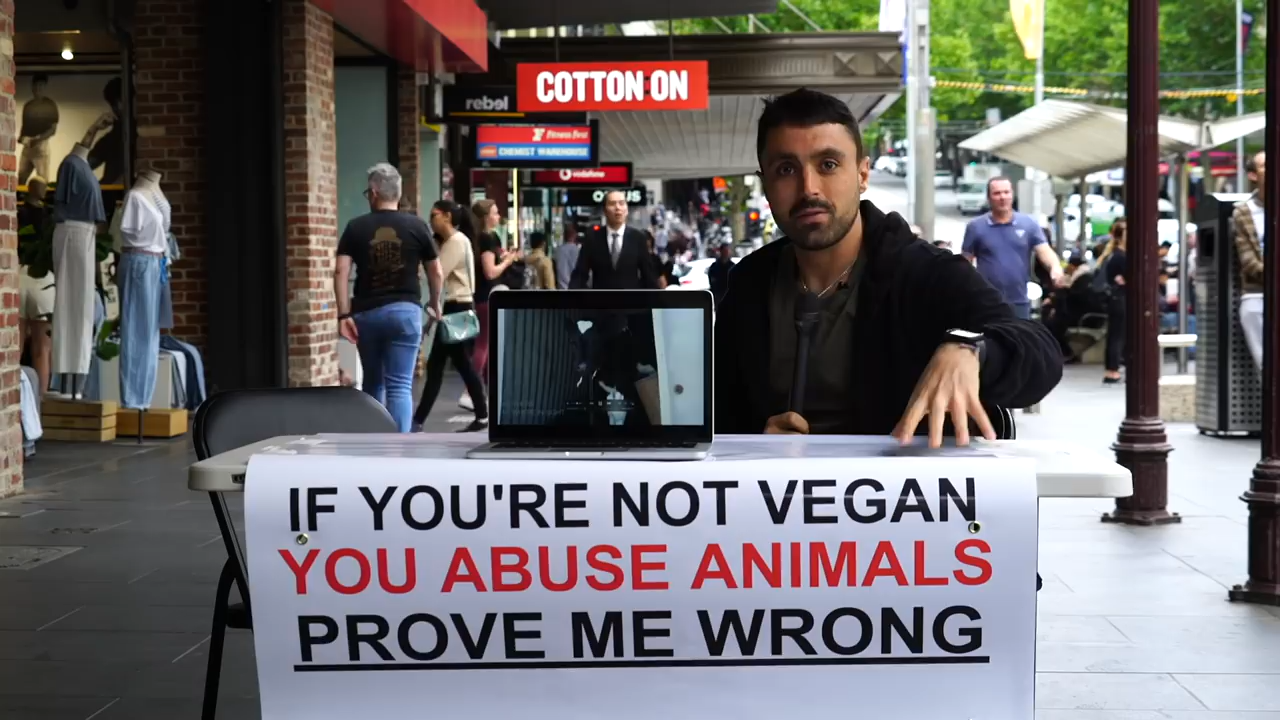 COTTON:ON
rebel
Fitness First
CHEMIST WAREHOUSE
vodafone
IF YOU'RE NOT VEGAN
YOU ABUSE ANIMALS
PROVE ME WRONG